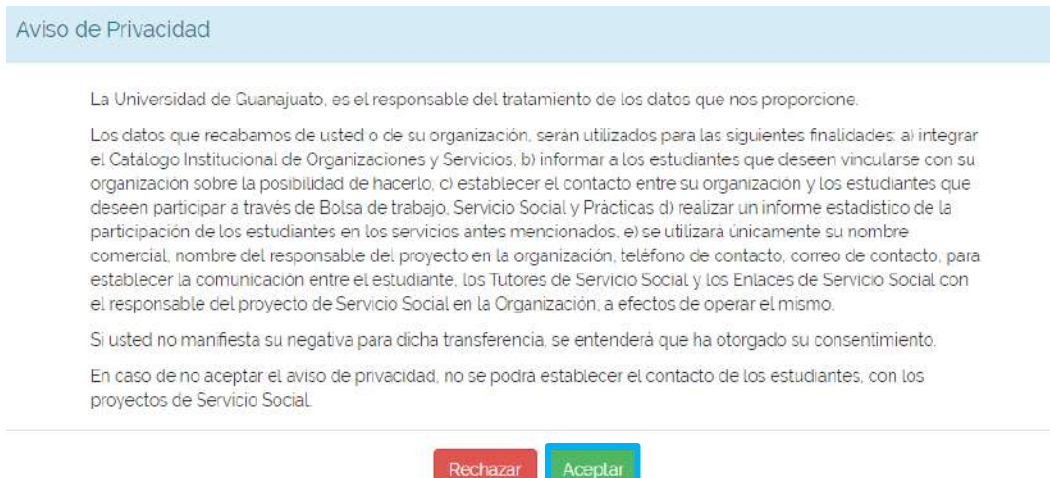 Aviso de Privacidad
La Universidad de Guanajuato, es el responsable del tratamiento de los datos que nos proporcione.
Los datos que recabamos de usted o de su organización, serán utilizados para las siguientes finalidades: a) integrar
el Catálogo Institucional de Organizaciones y Servicios, b) informar a los estudiantes que deseen vincularse con su
organización sobre la posibilidad de hacerlo, c) establecer el contacto entre su organización y los estudiantes que
deseen participar a través de Bolsa de trabajo, Servicio Social y Prácticas d) realizar un informe estadístico de la
participación de los estudiantes en los servicios antes mencionados, e) se utilizará únicamente su nombre
comercial, nombre del responsable del proyecto en la organización, teléfono de contacto, correo de contacto, para
establecer la comunicación entre el estudiante, los Tutores de Servicio Social y los Enlaces de Servicio Social con
el responsable del proyecto de Servicio Social en la Organización, a efectos de operar el mismo.
Si usted no manifiesta su negativa para dicha transferencia, se entenderá que ha otorgado su consentimiento.
En caso de no aceptar el aviso de privacidad, no se podrá establecer el contacto de los estudiantes, con los
proyectos de Servicio Social.
Rechazar Aceptar